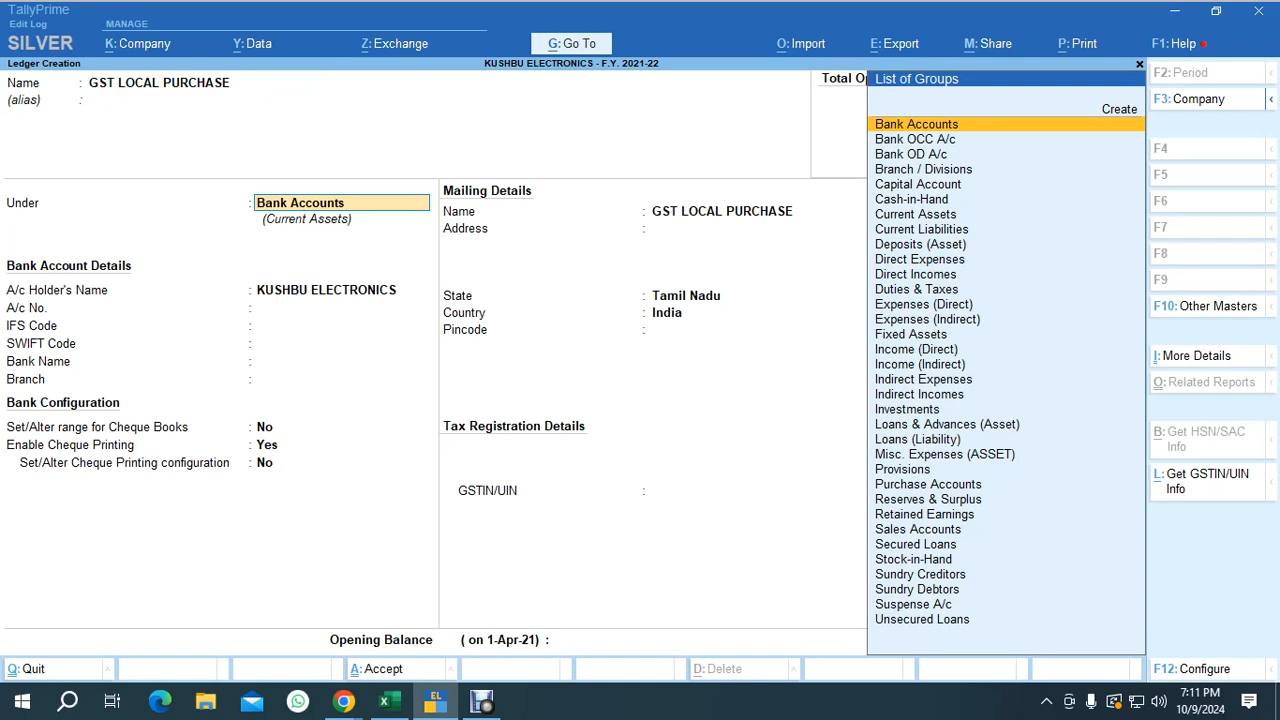 TallyPrime
Edit Log
MANAGE
SILVER
K: Company
Y: Data
Z: Exchange
G: Go To
O: Import
E: Export
M: Share
P: Print
F1: Help
Ledger Creation
KUSHBU ELECTRONICS - F.Y. 2021-22
Name : GST LOCAL PURCHASE
(alias) :
Total Op
Under : Bank Accounts
(Current Assets)
Bank Account Details
A/c Holder's Name : KUSHBU ELECTRONICS
A/c No. :
IFS Code :
SWIFT Code :
Bank Name :
Branch :
Bank Configuration
Set/Alter range for Cheque Books : No
Enable Cheque Printing : Yes
Set/Alter Cheque Printing configuration : No
Mailing Details
Name : GST LOCAL PURCHASE
Address :
State : Tamil Nadu
Country : India
Pincode :
Tax Registration Details
GSTIN/UIN :
Opening Balance ( on 1-Apr-21) :
List of Groups
Create
Bank Accounts
Bank OCC A/c
Bank OD A/c
Branch / Divisions
Capital Account
Cash-in-Hand
Current Assets
Current Liabilities
Deposits (Asset)
Direct Expenses
Direct Incomes
Duties & Taxes
Expenses (Direct)
Expenses (Indirect)
Fixed Assets
Income (Direct)
Income (Indirect)
Indirect Expenses
Indirect Incomes
Investments
Loans & Advances (Asset)
Loans (Liability)
Misc. Expenses (ASSET)
Provisions
Purchase Accounts
Reserves & Surplus
Retained Earnings
Sales Accounts
Secured Loans
Stock-in-Hand
Sundry Creditors
Sundry Debtors
Suspense A/c
Unsecured Loans
F2: Period
F3: Company
F4
F5
F6
F7
F8
F9
F10: Other Masters
I: More Details
O: Related Reports
B: Get HSN/SAC
Info
L: Get GSTIN/UIN
Info
F12: Configure
Q: Quit
A: Accept
D: Delete
EL
7:11 PM
10/9/2024